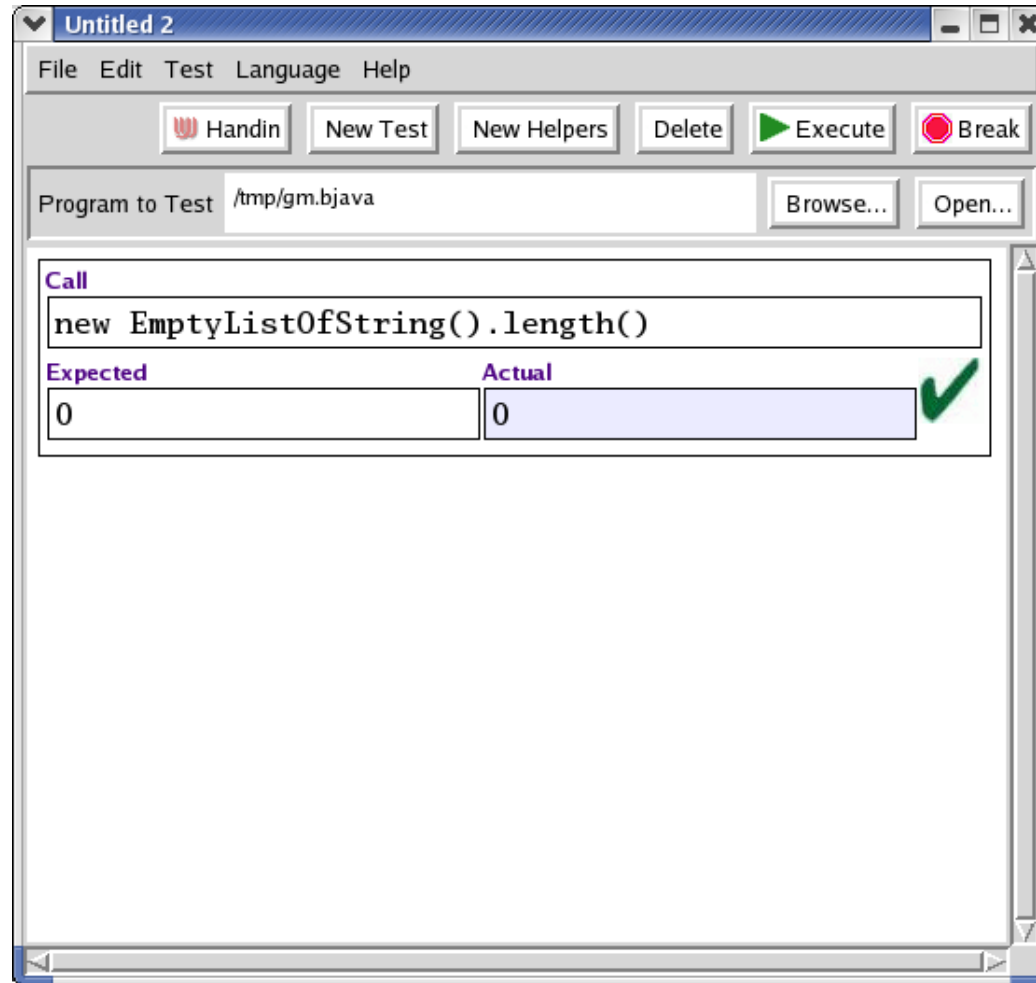 Untitled 2
File Edit Test Language Help
Handin New Test New Helpers Delete Execute Break
Program to Test /tmp/gm.bjava Browse... Open...
Call
new EmptyListOfString().length()
Expected Actual
0 0